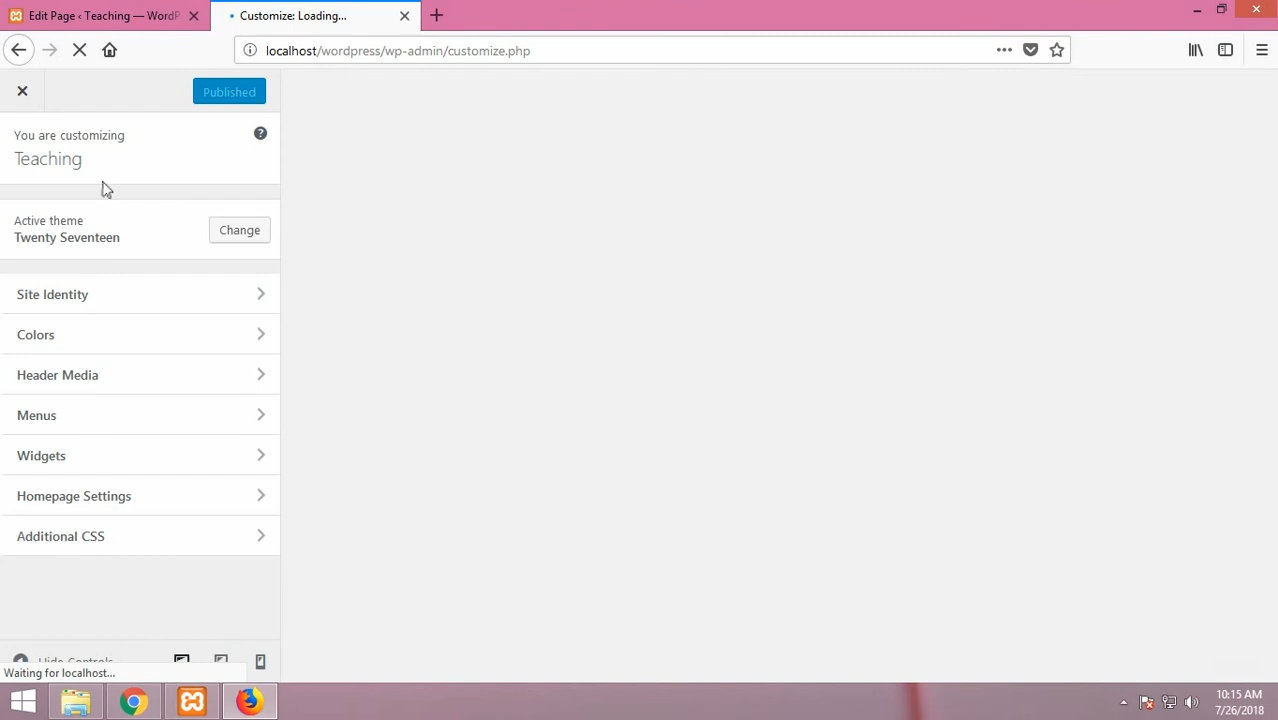 Edit Page ‹ Teaching — WordP
Customize: Loading...
localhost/wordpress/wp-admin/customize.php
Published
You are customizing
Teaching
Active theme
Twenty Seventeen
Change
Site Identity
Colors
Header Media
Menus
Widgets
Homepage Settings
Additional CSS
Hide Controls
Waiting for localhost...
10:15 AM
7/26/2018